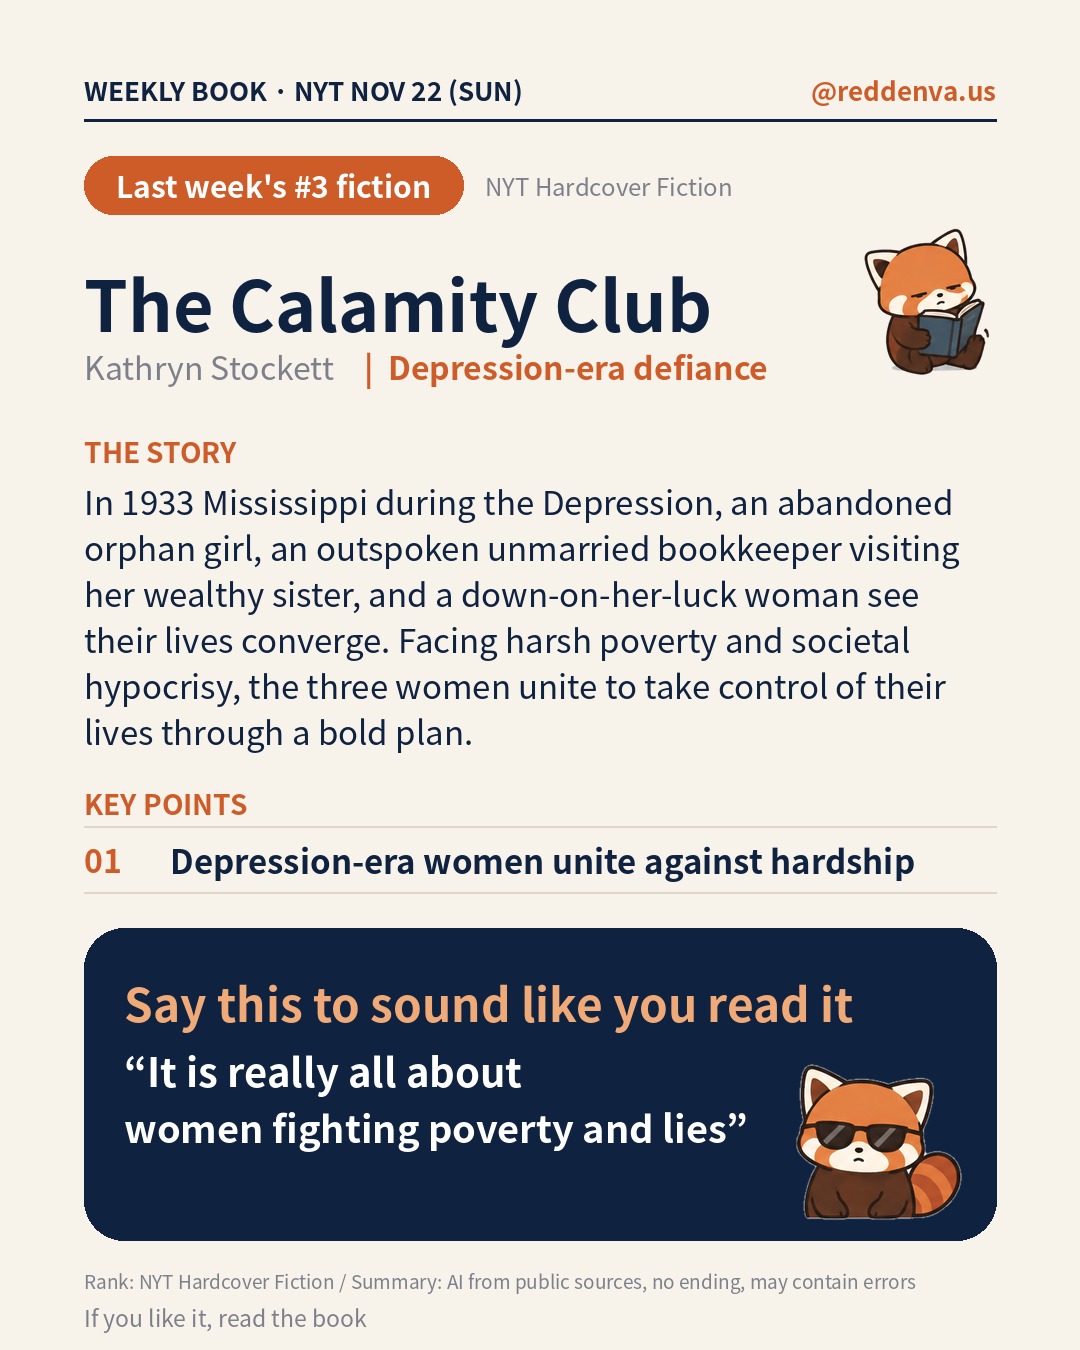 WEEKLY BOOK · NYT NOV 22 (SUN)
@reddenva.us
Last week's #3 fiction
NYT Hardcover Fiction
The Calamity Club
Kathryn Stockett | Depression-era defiance
THE STORY
In 1933 Mississippi during the Depression, an abandoned
orphan girl, an outspoken unmarried bookkeeper visiting
her wealthy sister, and a down-on-her-luck woman see
their lives converge. Facing harsh poverty and societal
hypocrisy, the three women unite to take control of their
lives through a bold plan.
KEY POINTS
01 Depression-era women unite against hardship
Say this to sound like you read it
“It is really all about
women fighting poverty and lies”
Rank: NYT Hardcover Fiction / Summary: AI from public sources, no ending, may contain errors
If you like it, read the book